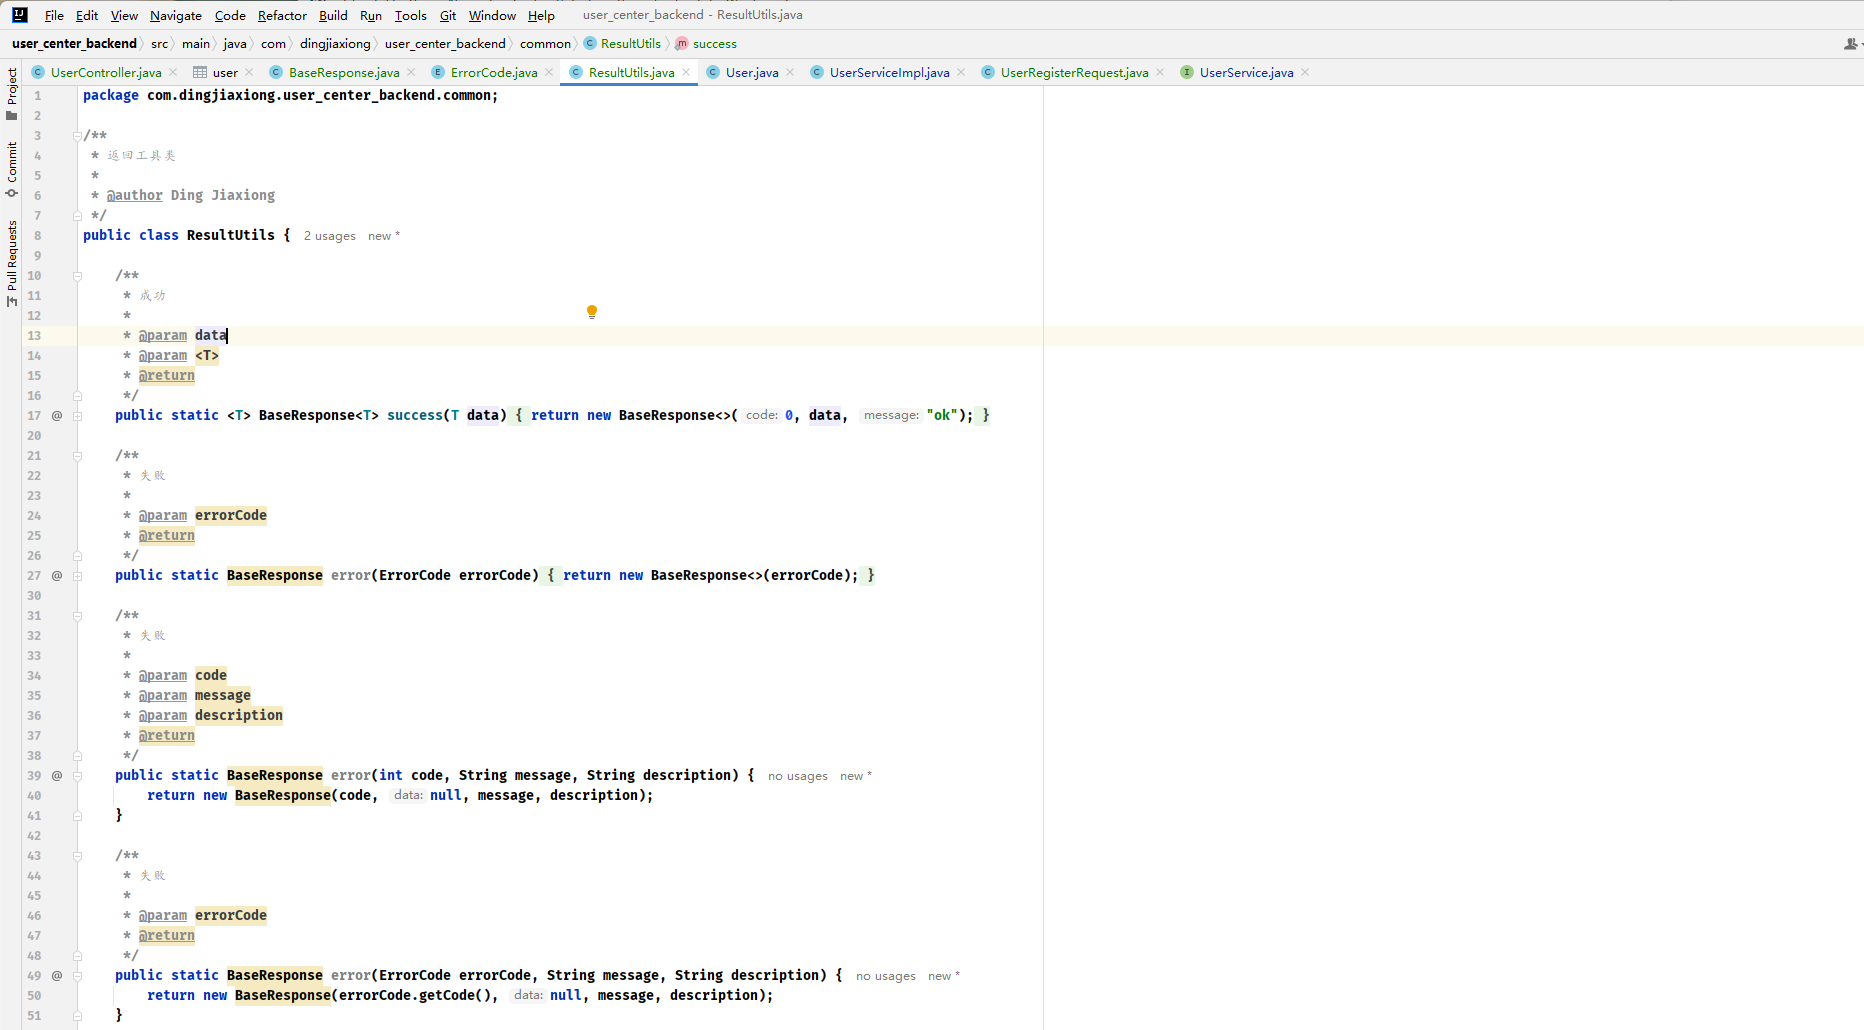 File Edit View Navigate Code Refactor Build Run Tools Git Window Help user_center_backend - ResultUtils.java
user_center_backend src main java com dingjiaxiong user_center_backend common ResultUtils success
UserController.java user BaseResponse.java ErrorCode.java ResultUtils.java User.java UserServiceImpl.java UserRegisterRequest.java UserService.java
Project
Commit
Pull Requests
1 package com.dingjiaxiong.user_center_backend.common;
2
3 /**
4 * 返回工具类
5 *
6 * @author Ding Jiaxiong
7 */
8 public class ResultUtils { 2 usages new *
9
10 /**
11 * 成功
12 *
13 * @param data
14 * @param <T>
15 * @return
16 */
17 @ public static <T> BaseResponse<T> success(T data) { return new BaseResponse<>( code: 0, data, message: "ok"); }
20
21 /**
22 * 失败
23 *
24 * @param errorCode
25 * @return
26 */
27 @ public static BaseResponse error(ErrorCode errorCode) { return new BaseResponse<>(errorCode); }
30
31 /**
32 * 失败
33 *
34 * @param code
35 * @param message
36 * @param description
37 * @return
38 */
39 @ public static BaseResponse error(int code, String message, String description) { no usages new *
40 return new BaseResponse(code, data: null, message, description);
41 }
42
43 /**
44 * 失败
45 *
46 * @param errorCode
47 * @return
48 */
49 @ public static BaseResponse error(ErrorCode errorCode, String message, String description) { no usages new *
50 return new BaseResponse(errorCode.getCode(), data: null, message, description);
51 }